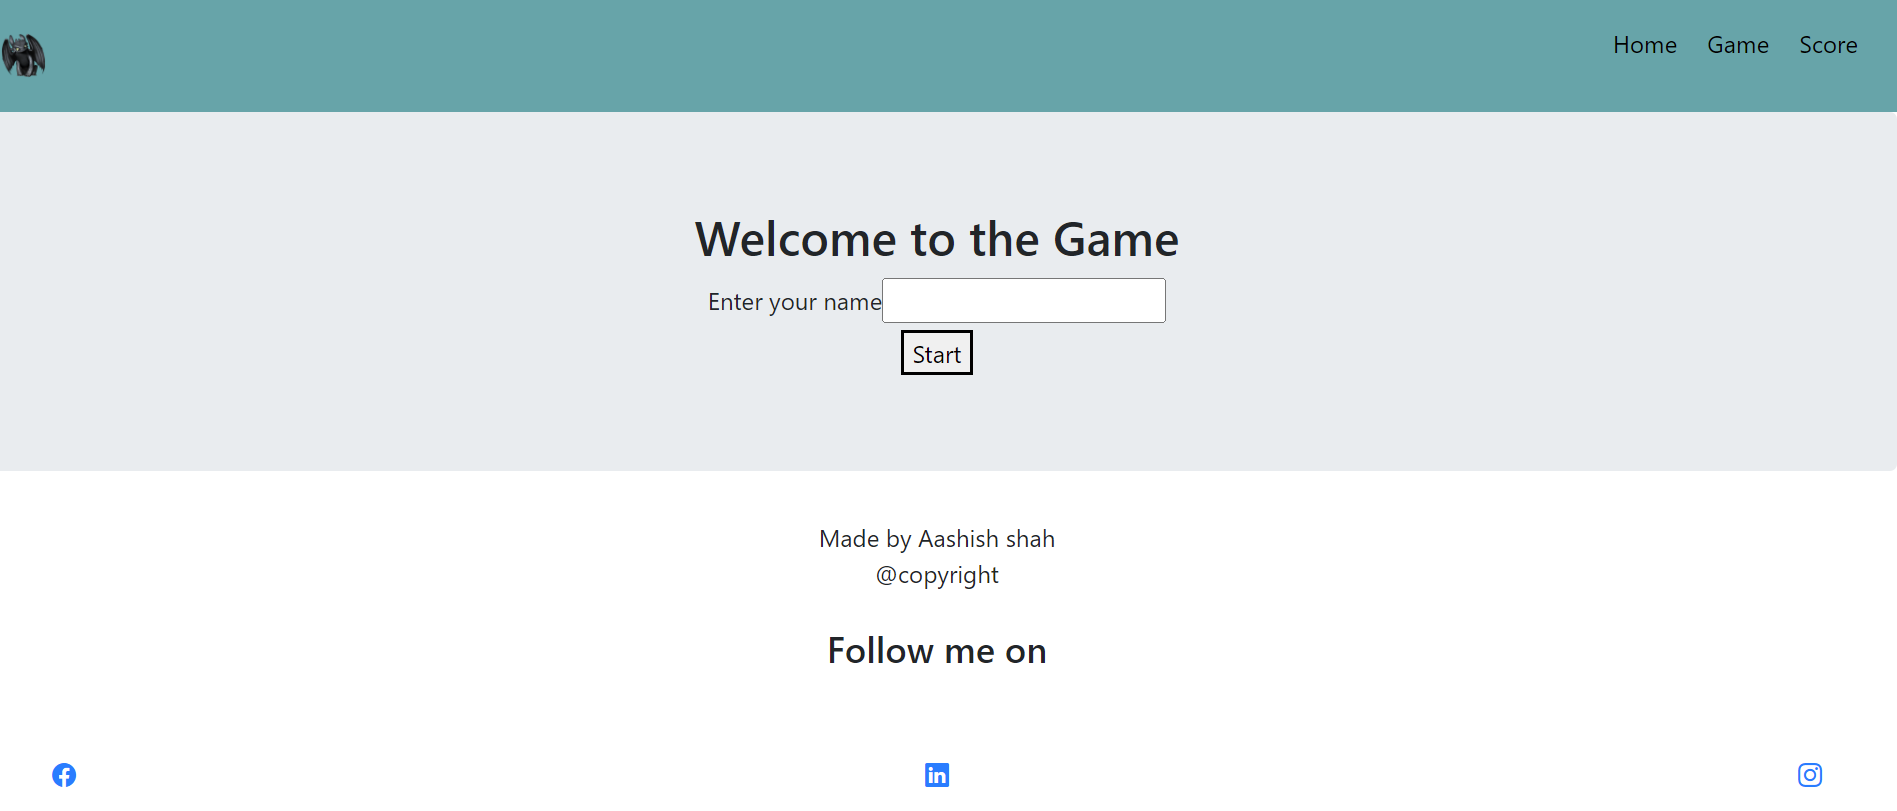 Home Game Score
Welcome to the Game
Enter your name
Start
Made by Aashish shah
@copyright
Follow me on